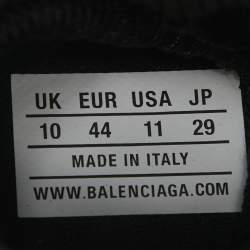 UK EUR USA JP
10 44 11 29
MADE IN ITALY
WWW.BALENCIAGA.COM